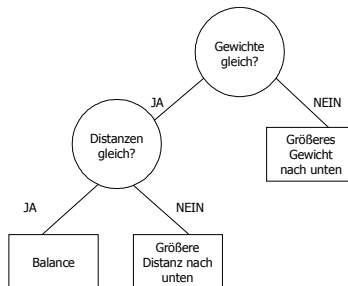 Gewichte
gleich?
JA
NEIN
Distanzen
gleich?
Größeres
Gewicht
nach unten
JA
NEIN
Balance
Größere
Distanz nach
unten